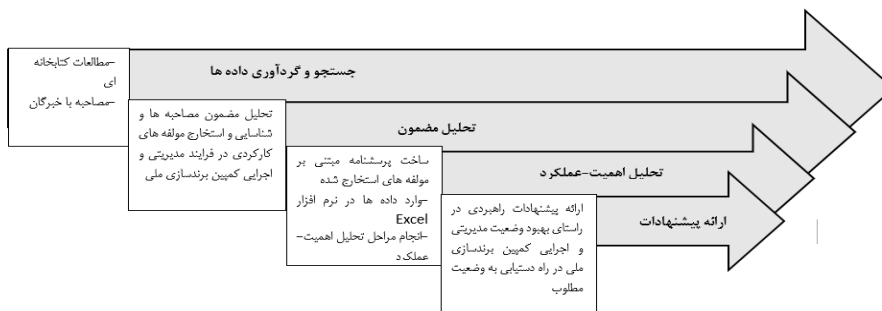 جستجو و گردآوری داده ها
-مطالعات کتابخانه
ای
-مصاحبه با خبرگان
تحلیل مضمون
تحلیل مضمون مصاحبه ها و
شناسایی و استخارج مولفه های
کارکردی در فرایند مدیریتی و
اجرایی کمپین برندسازی ملی
تحلیل اهمیت-عملکرد
ساخت پرسشنامه مبتنی بر
مولفه های استخارج شده
-وارد داده ها در نرم افزار
Excel
-انجام مراحل تحلیل اهمیت-
عملکرد
ارائه پیشنهادات
ارائه پیشنهادات راهبردی در
راستای بهبود وضعیت مدیریتی
و اجرایی کمپین برندسازی
ملی در راه دستیابی به وضعیت
مطلوب